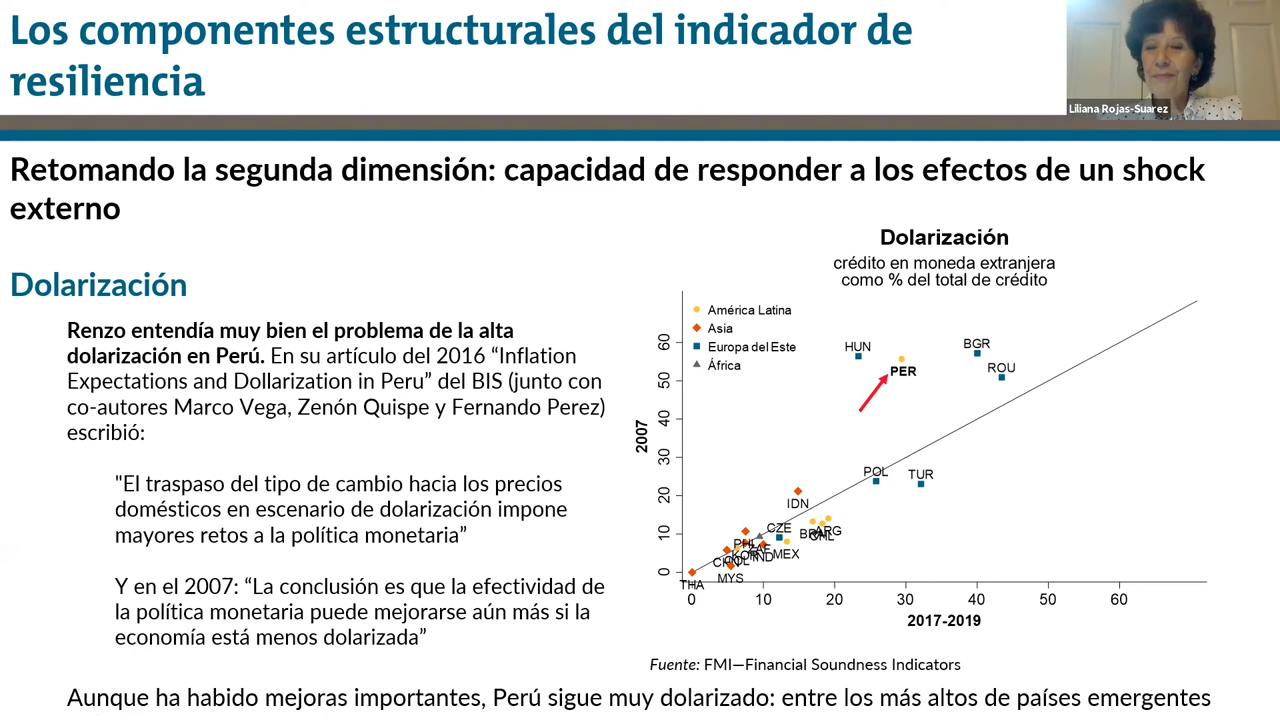 Los componentes estructurales del indicador de
resiliencia
Liliana Rojas-Suarez
Retomando la segunda dimensión: capacidad de responder a los efectos de un shock
externo
Dolarización
Renzo entendía muy bien el problema de la alta
dolarización en Perú. En su artículo del 2016 “Inflation
Expectations and Dollarization in Peru” del BIS (junto con
co-autores Marco Vega, Zenón Quispe y Fernando Perez)
escribió:
"El traspaso del tipo de cambio hacia los precios
domésticos en escenario de dolarización impone
mayores retos a la política monetaria”
Y en el 2007: “La conclusión es que la efectividad de
la política monetaria puede mejorarse aún más si la
economía está menos dolarizada”
Dolarización
crédito en moneda extranjera
como % del total de crédito
América Latina
Asia
Europa del Este
África
HUN
BGR
PER
ROU
POL
TUR
IDN
CZE
ARG
MEX
IND
MYS
THA
2007
0
10
20
30
40
50
60
0 10 20 30 40 50 60
2017-2019
Fuente: FMI—Financial Soundness Indicators
Aunque ha habido mejoras importantes, Perú sigue muy dolarizado: entre los más altos de países emergentes